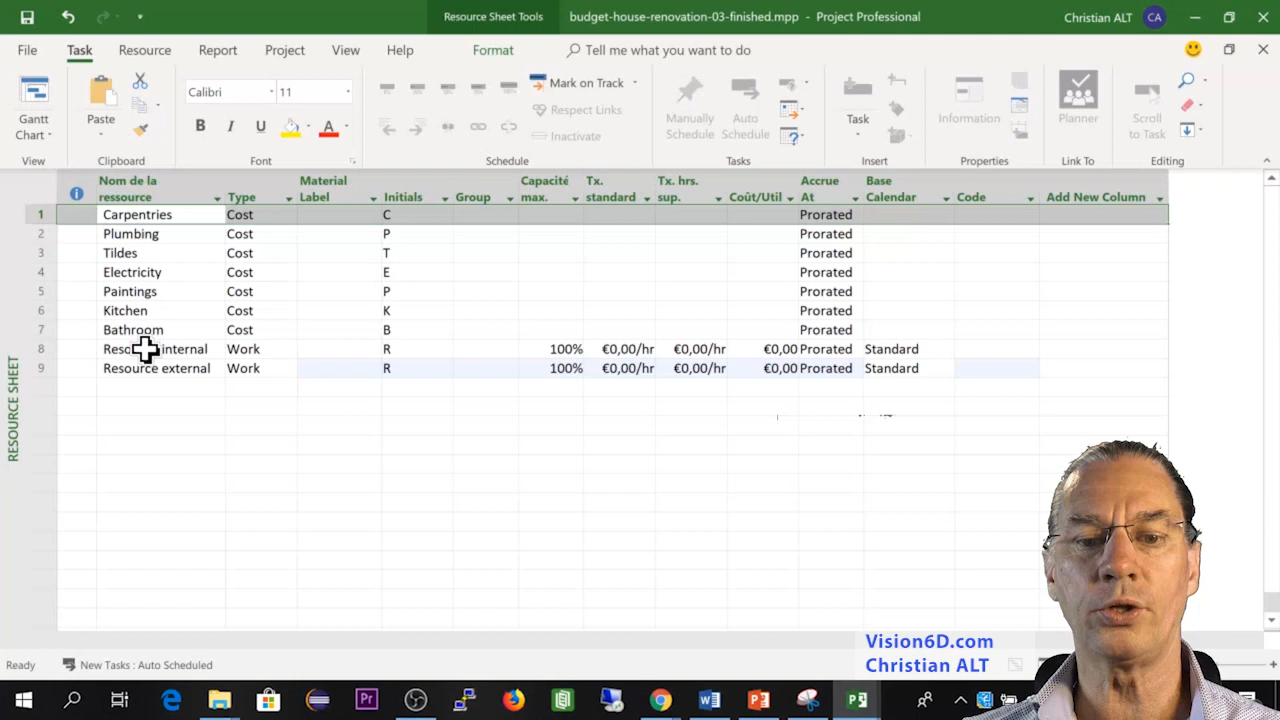 Resource Sheet Tools
budget-house-renovation-03-finished.mpp - Project Professional
Christian ALT
CA
File Task Resource Report Project View Help Format Tell me what you want to do
Gantt Chart
Paste
Calibri 11
B I U A
Mark on Track
Respect Links
Inactivate
Manually Schedule
Auto Schedule
Task
Information
Planner
Scroll to Task
View Clipboard Font Schedule Tasks Insert Properties Link To Editing
Nom de la ressource Type Material Label Initials Group Capacité max. Tx. standard Tx. hrs. sup. Coût/Util Accrue At Base Calendar Code Add New Column
1 Carpentries Cost C Prorated
2 Plumbing Cost P Prorated
3 Tildes Cost T Prorated
4 Electricity Cost E Prorated
5 Paintings Cost P Prorated
6 Kitchen Cost K Prorated
7 Bathroom Cost B Prorated
8 internal Work R 100% €0,00/hr €0,00/hr €0,00 Prorated Standard
9 Resource external Work R 100% €0,00/hr €0,00/hr €0,00 Prorated Standard
RESOURCE SHEET
Vision6D.com
Christian ALT
Ready New Tasks : Auto Scheduled